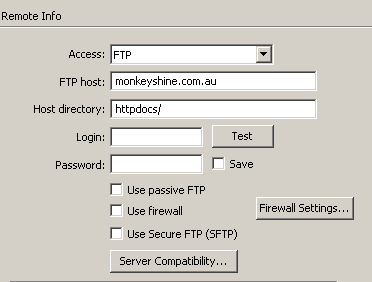 Remote Info
Access: FTP
FTP host: monkeyshine.com.au
Host directory: httpdocs/
Login: Test
Password: Save
Use passive FTP
Use firewall Firewall Settings...
Use Secure FTP (SFTP)
Server Compatibility...